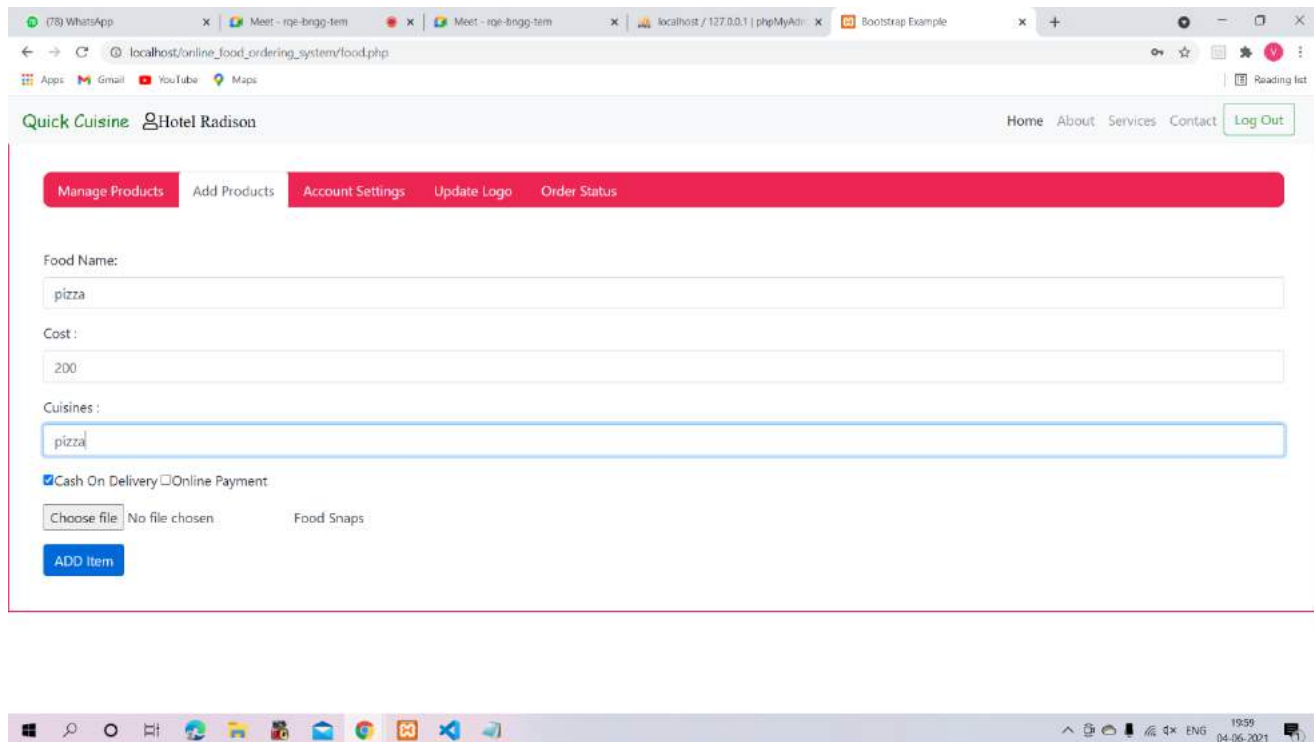 (78) WhatsApp
Meet - rqe-bngg-tem
Meet - rqe-bngg-tem
localhost / 127.0.0.1 | phpMyAdm
Bootstrap Example
localhost/online_food_ordering_system/food.php
Apps Gmail YouTube Maps Reading list
Quick Cuisine Hotel Radison Home About Services Contact Log Out
Manage Products Add Products Account Settings Update Logo Order Status
Food Name:
pizza
Cost :
200
Cuisines :
pizza
Cash On Delivery Online Payment
Choose file No file chosen Food Snaps
ADD Item
ENG 19:59
04-06-2021